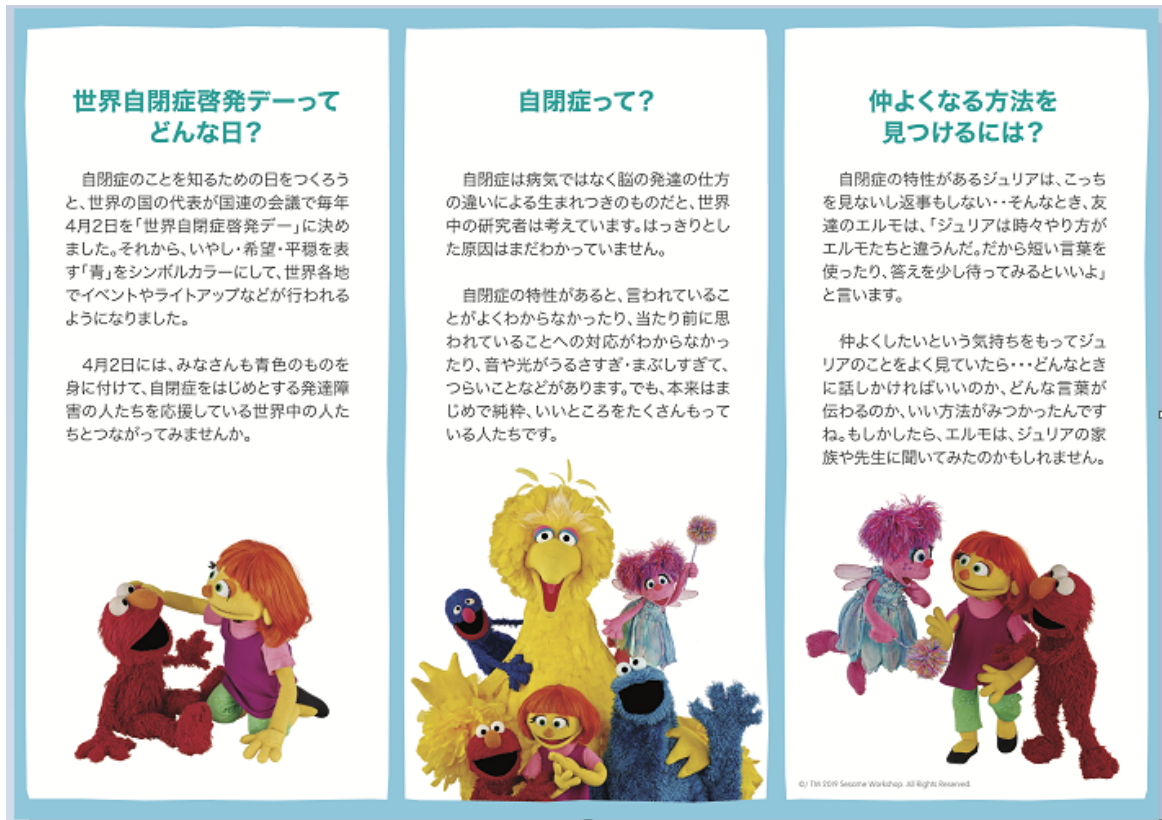 世界自閉症啓発デーって
どんな日？
自閉症のことを知るための日をつくろう
と、世界の国の代表が国連の会議で毎年
4月2日を「世界自閉症啓発デー」に決め
ました。それから、いやし・希望・平穏を表
す「青」をシンボルカラーにして、世界各地
でイベントやライトアップなどが行われる
ようになりました。
4月2日には、みなさんも青色のものを
身に付けて、自閉症をはじめとする発達障
害の人たちを応援している世界中の人た
ちとつながってみませんか。
自閉症って？
自閉症は病気ではなく脳の発達の仕方
の違いによる生まれつきのものだと、世界
中の研究者は考えています。はっきりとし
た原因はまだわかっていません。
自閉症の特性があると、言われているこ
とがよくわからなかったり、当たり前に思
われていることへの対応がわからなかっ
たり、音や光がうるさすぎ・まぶしすぎて、
つらいことなどがあります。でも、本来はま
じめで純粋、いいところをたくさんもって
いる人たちです。
仲よくなる方法を
見つけるには？
自閉症の特性があるジュリアは、こっち
を見ないし返事もしない・・そんなとき、友
達のエルモは、「ジュリアは時々やり方が
エルモたちと違うんだ。だから短い言葉を
使ったり、答えを少し待ってみるといいよ」
と言います。
仲よくしたいという気持ちをもってジュ
リアのことをよく見ていたら・・・どんなとき
に話しかければいいのか、どんな言葉が
伝わるのか、いい方法がみつかったんです
ね。もしかしたら、エルモは、ジュリアの家
族や先生に聞いてみたのかもしれません。
©/ TM 2019 Sesame Workshop. All Rights Reserved.